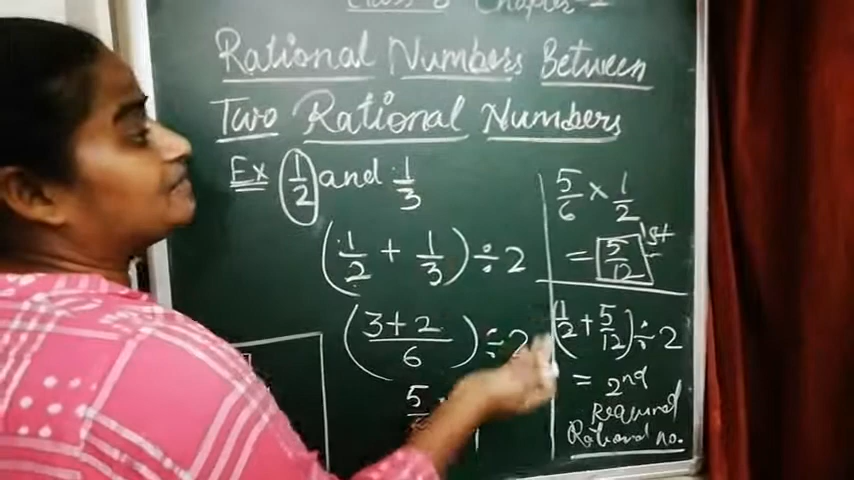 Class-8 Chapter-1
Rational Numbers Between
Two Rational Numbers
Ex 1/2 and 1/3
(1/2 + 1/3) ÷ 2
(3+2/6) ÷ 2
5/6
5/6 × 1/2
= 5/12 1st
(1/2 + 5/12) ÷ 2
= 2nd
Required
Rational no.